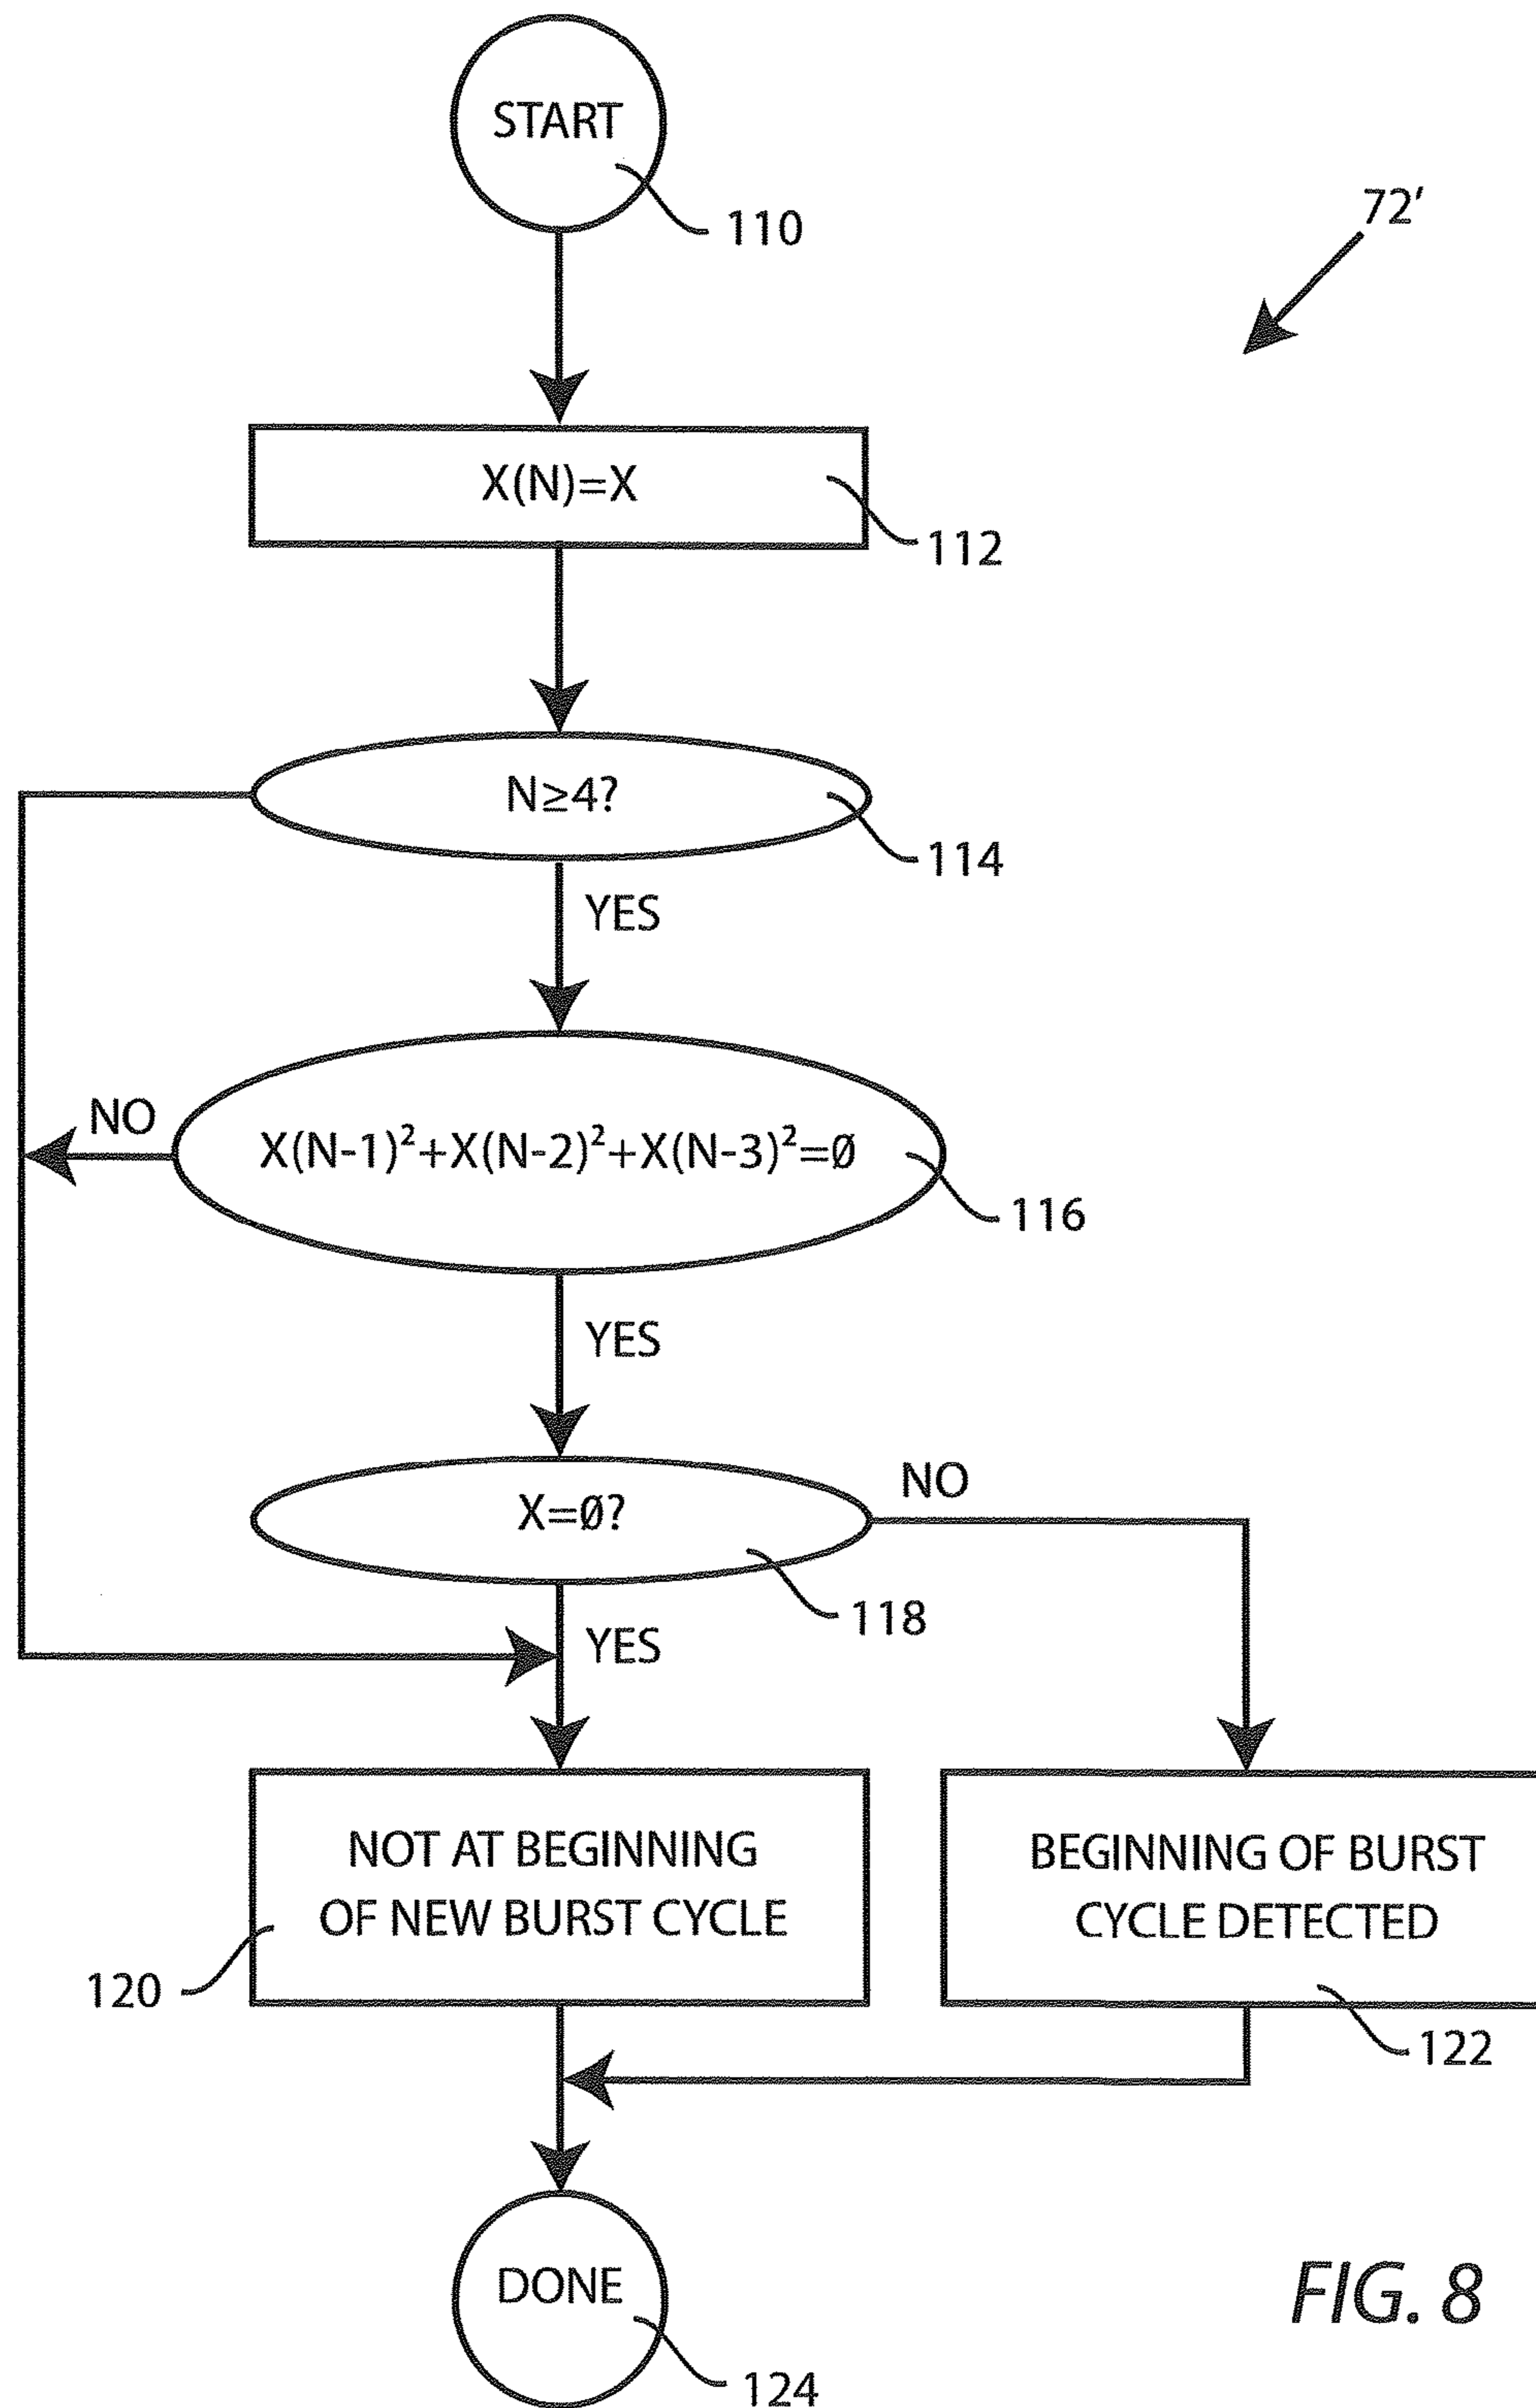 START
110
72'
X(N)=X
112
N≥4?
114
YES
NO
X(N-1)²+X(N-2)²+X(N-3)²=Ø
116
YES
X=Ø?
NO
118
YES
NOT AT BEGINNING
OF NEW BURST CYCLE
120
BEGINNING OF BURST
CYCLE DETECTED
122
DONE
124
FIG. 8